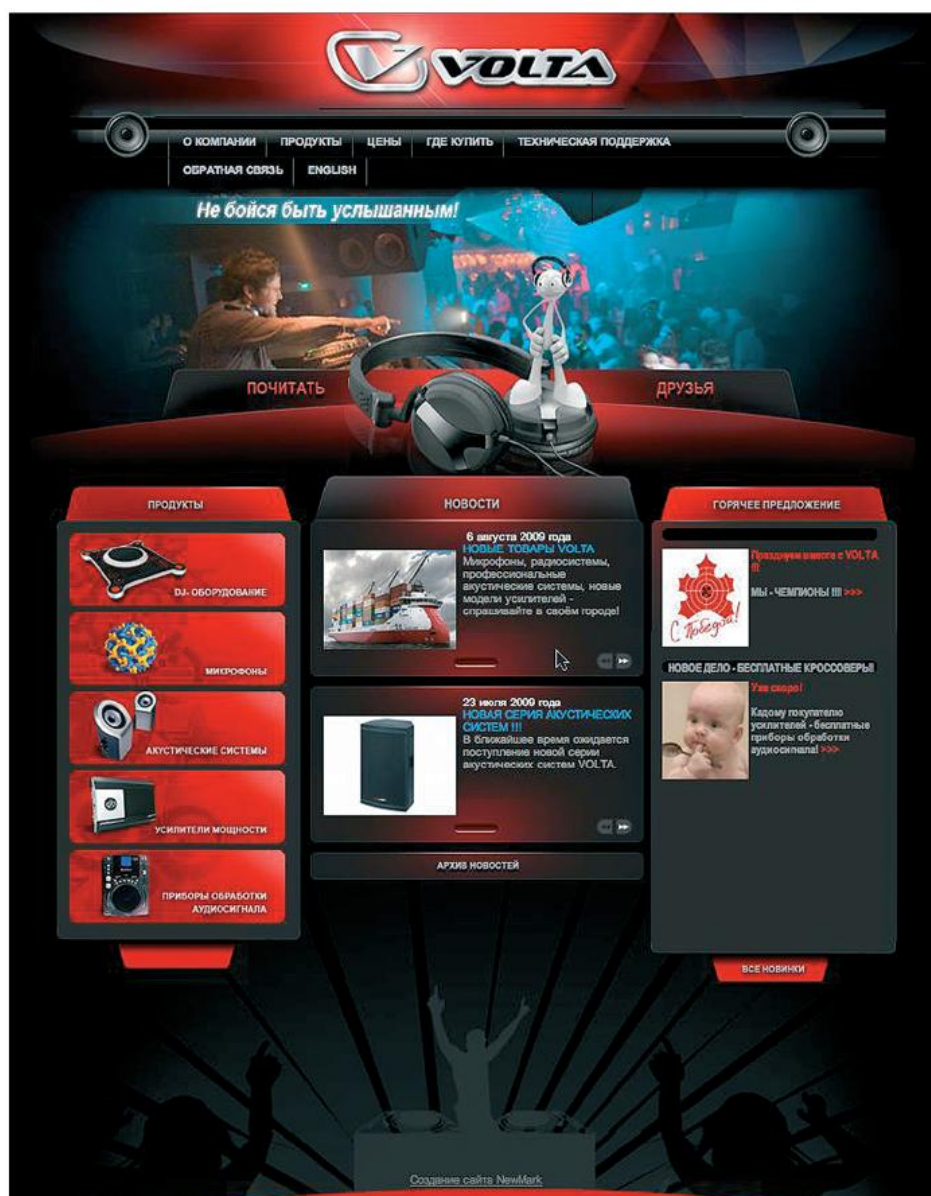 VOLTA
О КОМПАНИИ ПРОДУКТЫ ЦЕНЫ ГДЕ КУПИТЬ ТЕХНИЧЕСКАЯ ПОДДЕРЖКА
ОБРАТНАЯ СВЯЗЬ ENGLISH
Не бойся быть услышанным!
ПОЧИТАТЬ
ДРУЗЬЯ
ПРОДУКТЫ
DJ- ОБОРУДОВАНИЕ
МИКРОФОНЫ
АКУСТИЧЕСКИЕ СИСТЕМЫ
УСИЛИТЕЛИ МОЩНОСТИ
ПРИБОРЫ ОБРАБОТКИ
АУДИОСИГНАЛА
НОВОСТИ
6 августа 2009 года
НОВЫЕ ТОВАРЫ VOLTA
Микрофоны, радиосистемы,
профессиональные
акустические системы, новые
модели усилителей -
спрашивайте в своём городе!
23 июля 2009 года
НОВАЯ СЕРИЯ АКУСТИЧЕСКИХ
СИСТЕМ !!!
В ближайшее время ожидается
поступление новой серии
акустических систем VOLTA.
АРХИВ НОВОСТЕЙ
ГОРЯЧЕЕ ПРЕДЛОЖЕНИЕ
С Победой!
Празднуем вместе с VOLTA
!!!
МЫ - ЧЕМПИОНЫ !!!! >>>
НОВОЕ ДЕЛО - БЕСПЛАТНЫЕ КРОССОВЕРЫ!
Уже скоро!
Кадому покупателю
усилителей - бесплатные
приборы обработки
аудиосигнала! >>>
ВСЕ НОВИНКИ
Создание сайта NewMark